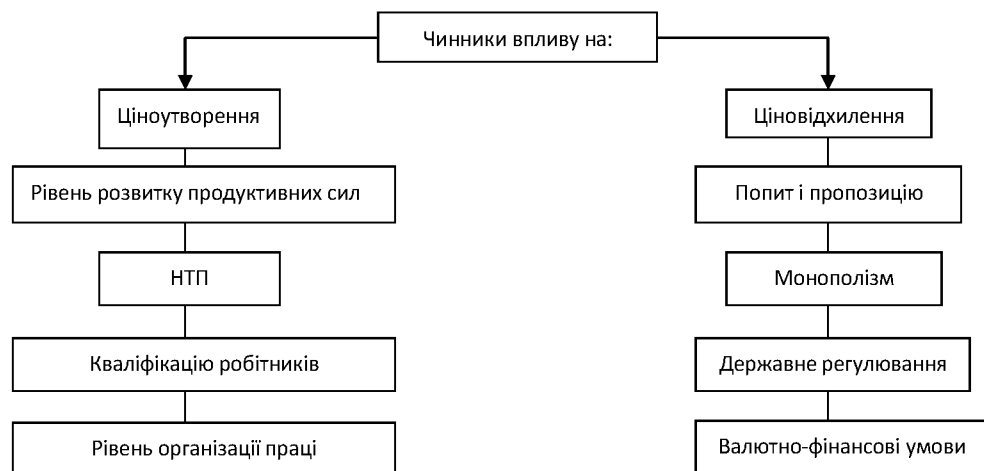 Чинники впливу на:
Ціноутворення
Рівень розвитку продуктивних сил
НТП
Кваліфікацію робітників
Рівень організації праці
Ціновідхилення
Попит і пропозицію
Монополізм
Державне регулювання
Валютно-фінансові умови